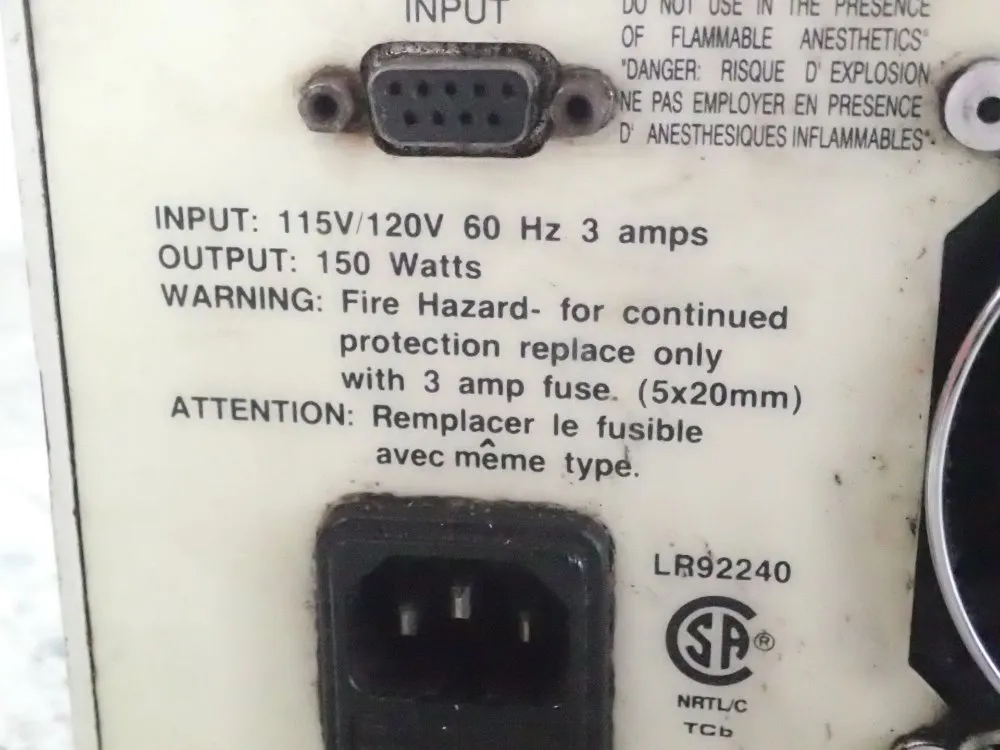 INPUT
DO NOT USE IN THE PRESENCE
OF FLAMMABLE ANESTHETICS"
"DANGER: RISQUE D' EXPLOSION
NE PAS EMPLOYER EN PRESENCE
D' ANESTHESIQUES INFLAMMABLES".
INPUT: 115V/120V 60 Hz 3 amps
OUTPUT: 150 Watts
WARNING: Fire Hazard- for continued
protection replace only
with 3 amp fuse. (5x20mm)
ATTENTION: Remplacer le fusible
avec même type.
LR92240
SA ®
NRTL/C
TCb